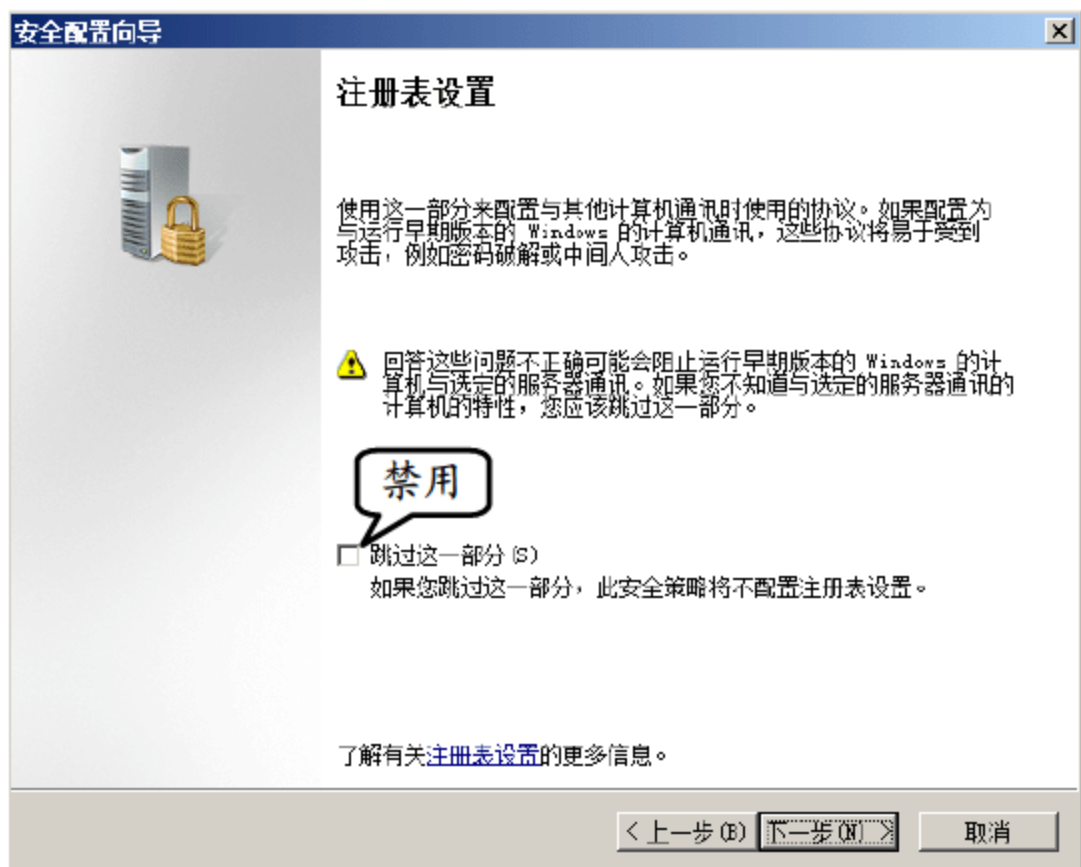 安全配置向导
注册表设置
使用这一部分来配置与其他计算机通讯时使用的协议。如果配置为
与运行早期版本的 Windows 的计算机通讯，这些协议将易于受到
攻击，例如密码破解或中间人攻击。
回答这些问题不正确可能会阻止运行早期版本的 Windows 的计
算机与选定的服务器通讯。如果您不知道与选定的服务器通讯的
计算机的特性，您应该跳过这一部分。
禁用
跳过这一部分(S)
如果您跳过这一部分，此安全策略将不配置注册表设置。
了解有关注册表设置的更多信息。
< 上一步(B) 下一步(N) > 取消